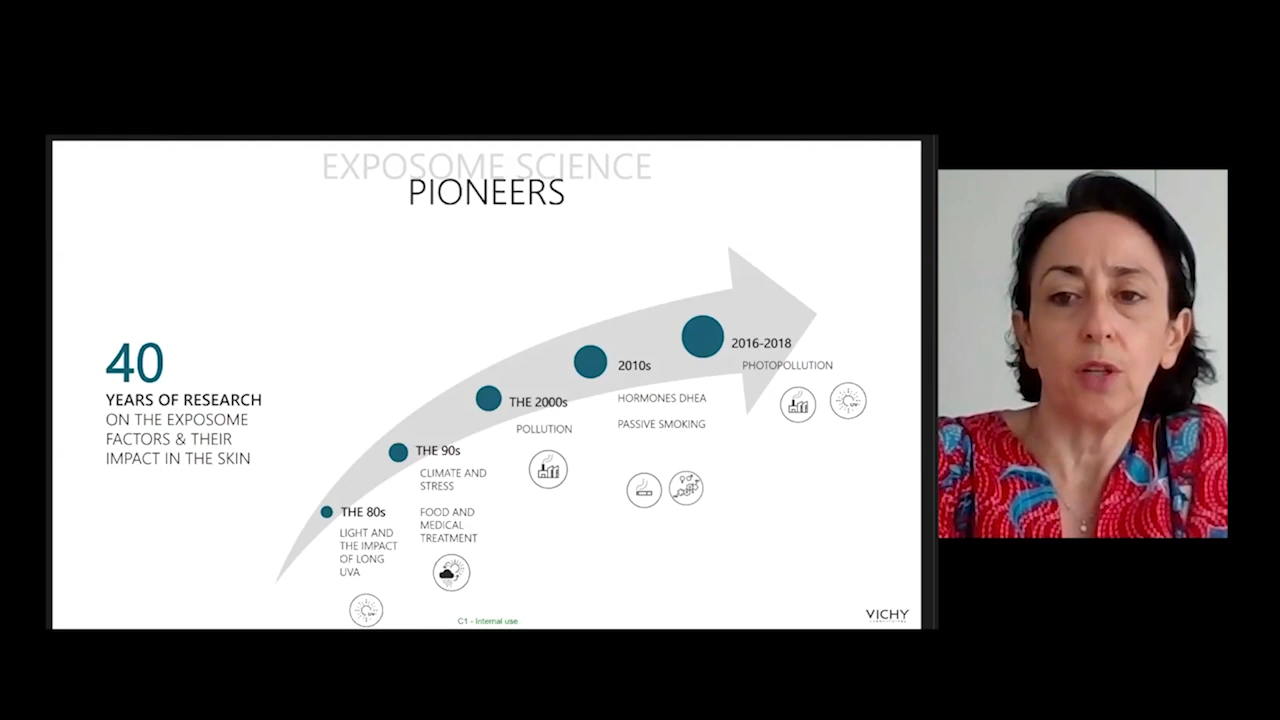 EXPOSOME SCIENCE
PIONEERS
40
YEARS OF RESEARCH
ON THE EXPOSOME
FACTORS & THEIR
IMPACT IN THE SKIN
THE 80s
LIGHT AND
THE IMPACT
OF LONG
UVA
THE 90s
CLIMATE AND
STRESS
FOOD AND
MEDICAL
TREATMENT
THE 2000s
POLLUTION
2010s
HORMONES DHEA
PASSIVE SMOKING
2016-2018
PHOTOPOLLUTION
C1 - Internal use
VICHY